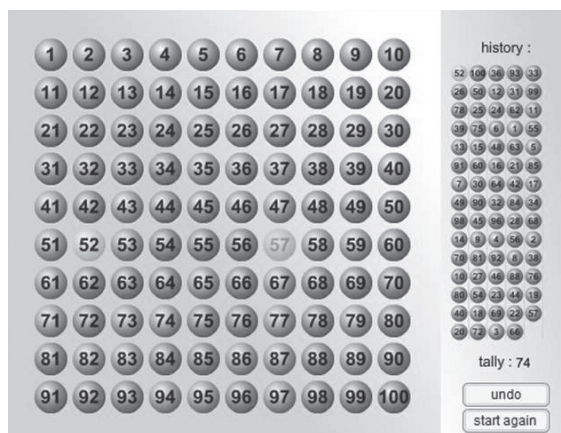 1 2 3 4 5 6 7 8 9 10
11 12 13 14 15 16 17 18 19 20
21 22 23 24 25 26 27 28 29 30
31 32 33 34 35 36 37 38 39 40
41 42 43 44 45 46 47 48 49 50
51 52 53 54 55 56 57 58 59 60
61 62 63 64 65 66 67 68 69 70
71 72 73 74 75 76 77 78 79 80
81 82 83 84 85 86 87 88 89 90
91 92 93 94 95 96 97 98 99 100
history :
52 100 36 93 33
26 50 12 31 99
78 25 24 62 11
39 75 6 1 55
13 15 48 63 5
91 60 16 21 85
7 30 64 42 17
49 90 32 84 34
98 45 96 28 68
14 9 4 56 2
70 81 92 8 38
10 27 46 88 76
80 54 23 44 19
40 18 69 22 57
20 72 3 66
tally : 74
undo
start again